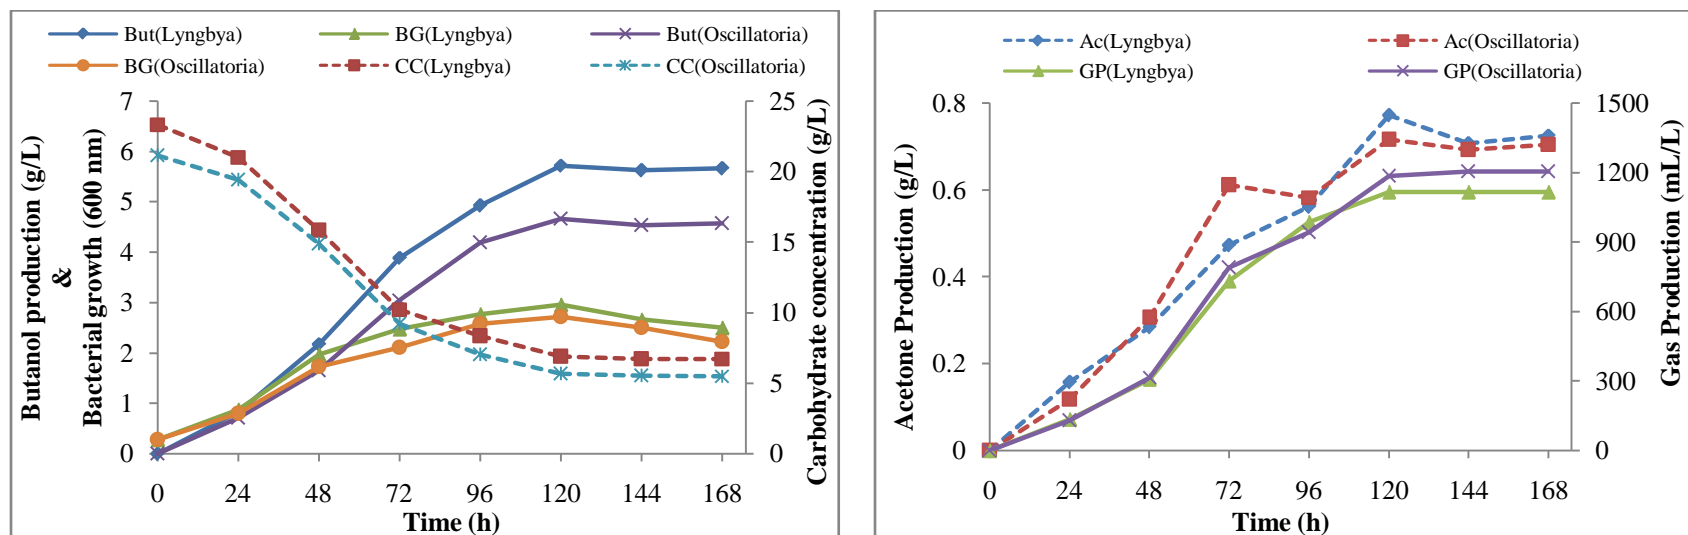 But(Lyngbya) BG(Lyngbya) But(Oscillatoria)
BG(Oscillatoria) CC(Lyngbya) CC(Oscillatoria)
Butanol production (g/L)
&
Bacterial growth (600 nm)
7
6
5
4
3
2
1
0
25
20
15
10
5
0
Carbohydrate concentration (g/L)
0 24 48 72 96 120 144 168
Time (h)
Ac(Lyngbya) Ac(Oscillatoria)
GP(Lyngbya) GP(Oscillatoria)
Acetone Production (g/L)
0.8
0.6
0.4
0.2
0
1500
1200
900
600
300
0
Gas Production (mL/L)
0 24 48 72 96 120 144 168
Time (h)